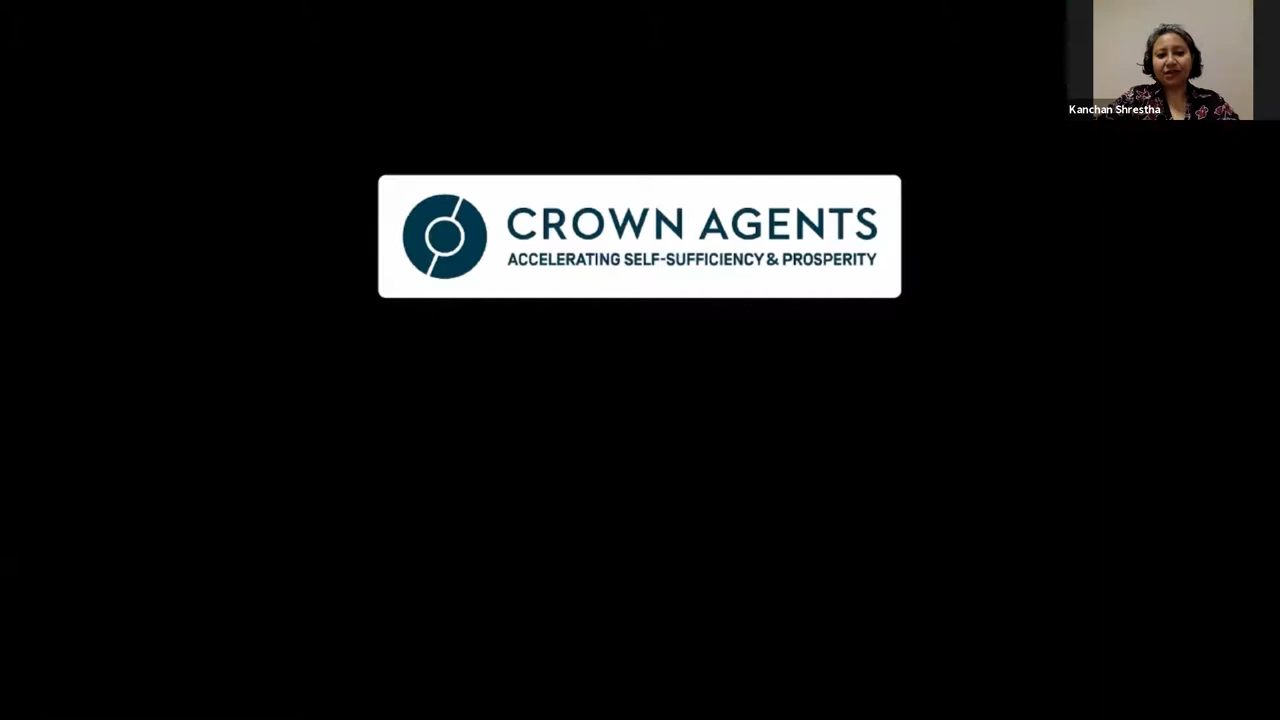 Kanchan Shrestha
CROWN AGENTS
ACCELERATING SELF-SUFFICIENCY & PROSPERITY